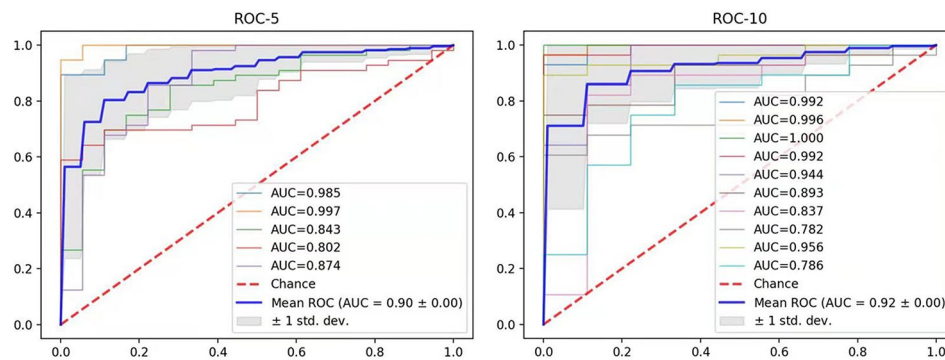 ROC-5
1.0
0.8
0.6
0.4
0.2
0.0
0.0 0.2 0.4 0.6 0.8 1.0
AUC=0.985
AUC=0.997
AUC=0.843
AUC=0.802
AUC=0.874
Chance
Mean ROC (AUC = 0.90 ± 0.00)
± 1 std. dev.
ROC-10
1.0
0.8
0.6
0.4
0.2
0.0
0.0 0.2 0.4 0.6 0.8 1.0
AUC=0.992
AUC=0.996
AUC=1.000
AUC=0.992
AUC=0.944
AUC=0.893
AUC=0.837
AUC=0.782
AUC=0.956
AUC=0.786
Chance
Mean ROC (AUC = 0.92 ± 0.00)
± 1 std. dev.